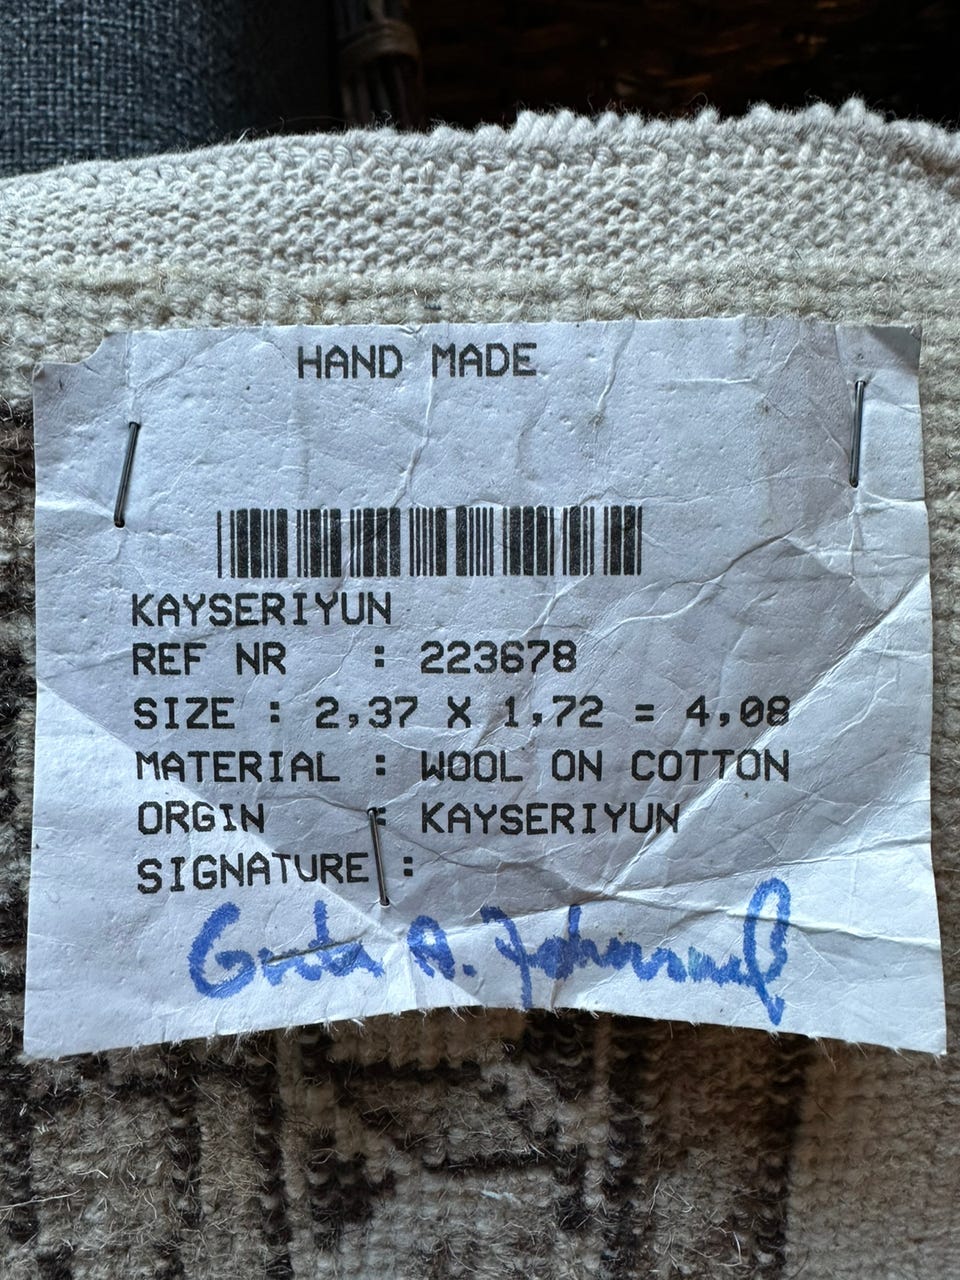 HAND MADE
KAYSERIYUN
REF NR : 223678
SIZE : 2,37 X 1,72 = 4,08
MATERIAL : WOOL ON COTTON
ORGIN : KAYSERIYUN
SIGNATURE :
A.